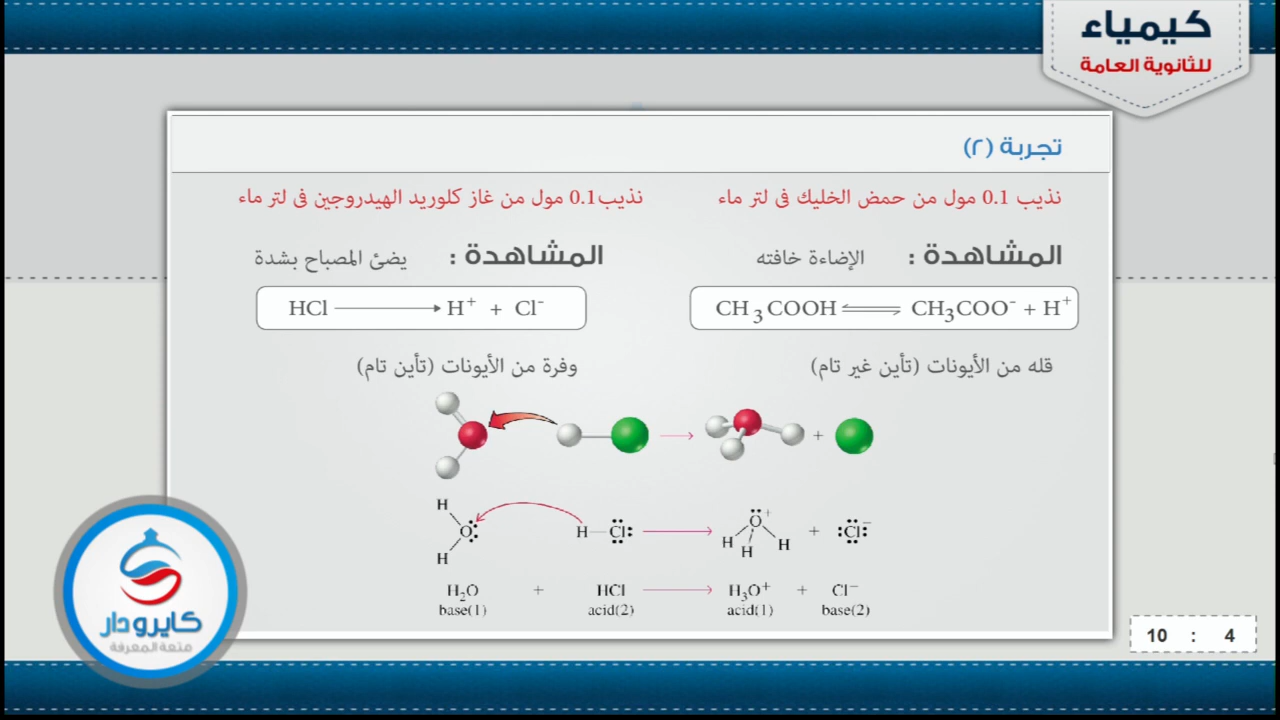 كيمياء
للثانوية العامة
تجربة (٢)
نذيب 0.1 مول من حمض الخليك فى لتر ماء
المشاهدة : الإضاءة خافته
CH3COOH ⇌ CH3COO⁻ + H⁺
قله من الأيونات (تأين غير تام)
نذيب0.1 مول من غاز كلوريد الهيدروجين فى لتر ماء
المشاهدة : يضئ المصباح بشدة
HCl → H⁺ + Cl⁻
وفرة من الأيونات (تأين تام)
+
H
O:
H
H Cl:
→
O⁺
H H H
+
:Cl:⁻
H₂O + HCl → H₃O⁺ + Cl⁻
base(1) acid(2) acid(1) base(2)
كايرودار
متعة المعرفة
10 : 4